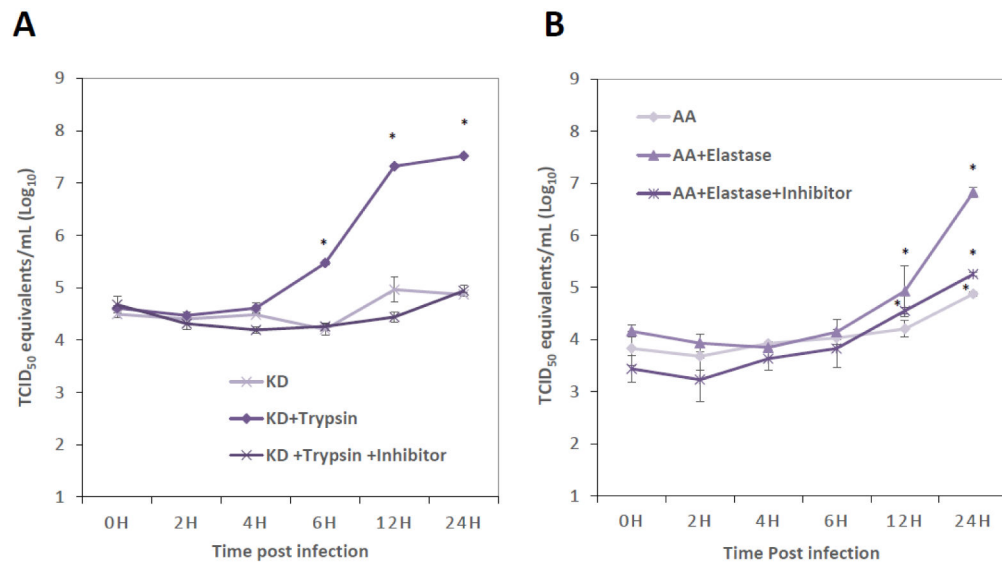 A
TCID50 equivalents/mL (Log10)
9
8
7
6
5
4
3
2
1
* * *
KD
KD+Trypsin
KD +Trypsin +Inhibitor
0H 2H 4H 6H 12H 24H
Time post infection
B
TCID50 equivalents/mL (Log10)
9
8
7
6
5
4
3
2
1
AA
AA+Elastase
AA+Elastase+Inhibitor
* * * * *
0H 2H 4H 6H 12H 24H
Time Post infection